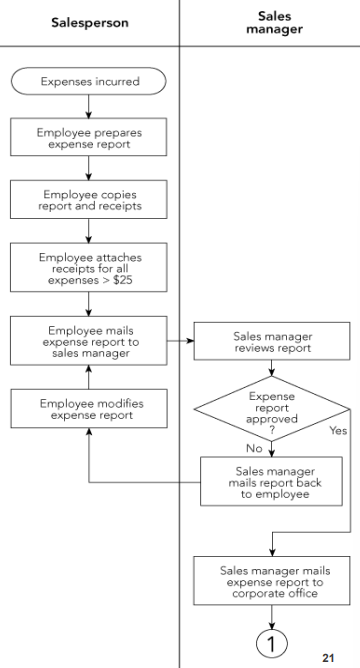 Salesperson
Sales
manager
Expenses incurred
Employee prepares
expense report
Employee copies
report and receipts
Employee attaches
receipts for all
expenses > $25
Employee mails
expense report to
sales manager
Sales manager
reviews report
Employee modifies
expense report
Expense
report
approved
?
Yes
No
Sales manager
mails report back
to employee
Sales manager mails
expense report to
corporate office
1
21